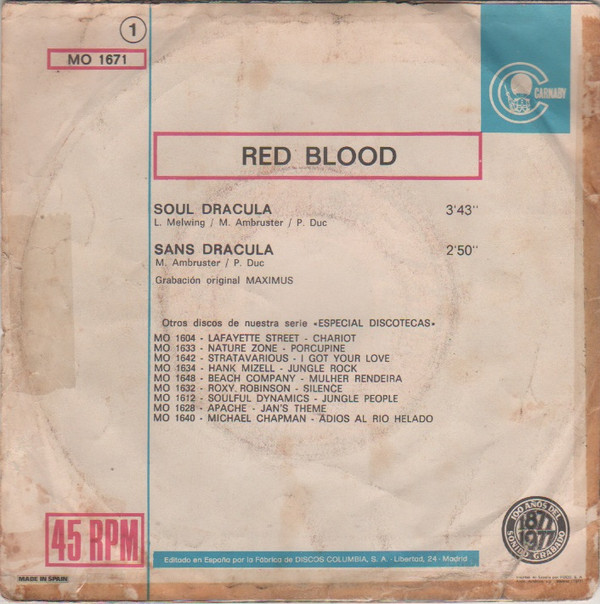 1
MO 1671
CARNABY
RED BLOOD
SOUL DRACULA 3'43''
L. Melwing / M. Ambruster / P. Duc
SANS DRACULA 2'50''
M. Ambruster / P. Duc
Grabación original MAXIMUS
Otros discos de nuestra serie «ESPECIAL DISCOTECAS»
MO 1604 - LAFAYETTE STREET - CHARIOT
MO 1633 - NATURE ZONE - PORCUPINE
MO 1642 - STRATAVARIOUS - I GOT YOUR LOVE
MO 1634 - HANK MIZELL - JUNGLE ROCK
MO 1648 - BEACH COMPANY - MULHER RENDEIRA
MO 1632 - ROXY ROBINSON - SILENCE
MO 1612 - SOULFUL DYNAMICS - JUNGLE PEOPLE
MO 1628 - APACHE - JAN'S THEME
MO 1640 - MICHAEL CHAPMAN - ADIOS AL RIO HELADO
45 RPM
100 AÑOS DEL
1877
1977
SONIDO GRABADO
Editado en España por la Fábrica de DISCOS COLUMBIA, S. A. - Libertad, 24 - Madrid
MADE IN SPAIN